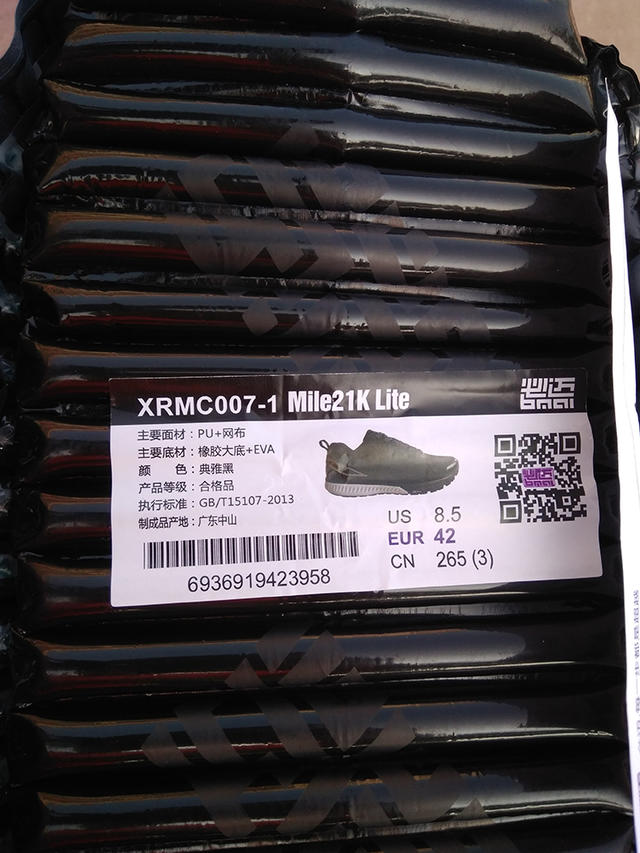 XRMC007-1 Mile21K Lite
主要面材：PU+网布
主要底材：橡胶大底+EVA
颜 色：典雅黑
产品等级：合格品
执行标准：GB/T15107-2013
制成品产地：广东中山
US 8.5
EUR 42
CN 265 (3)
6936919423958